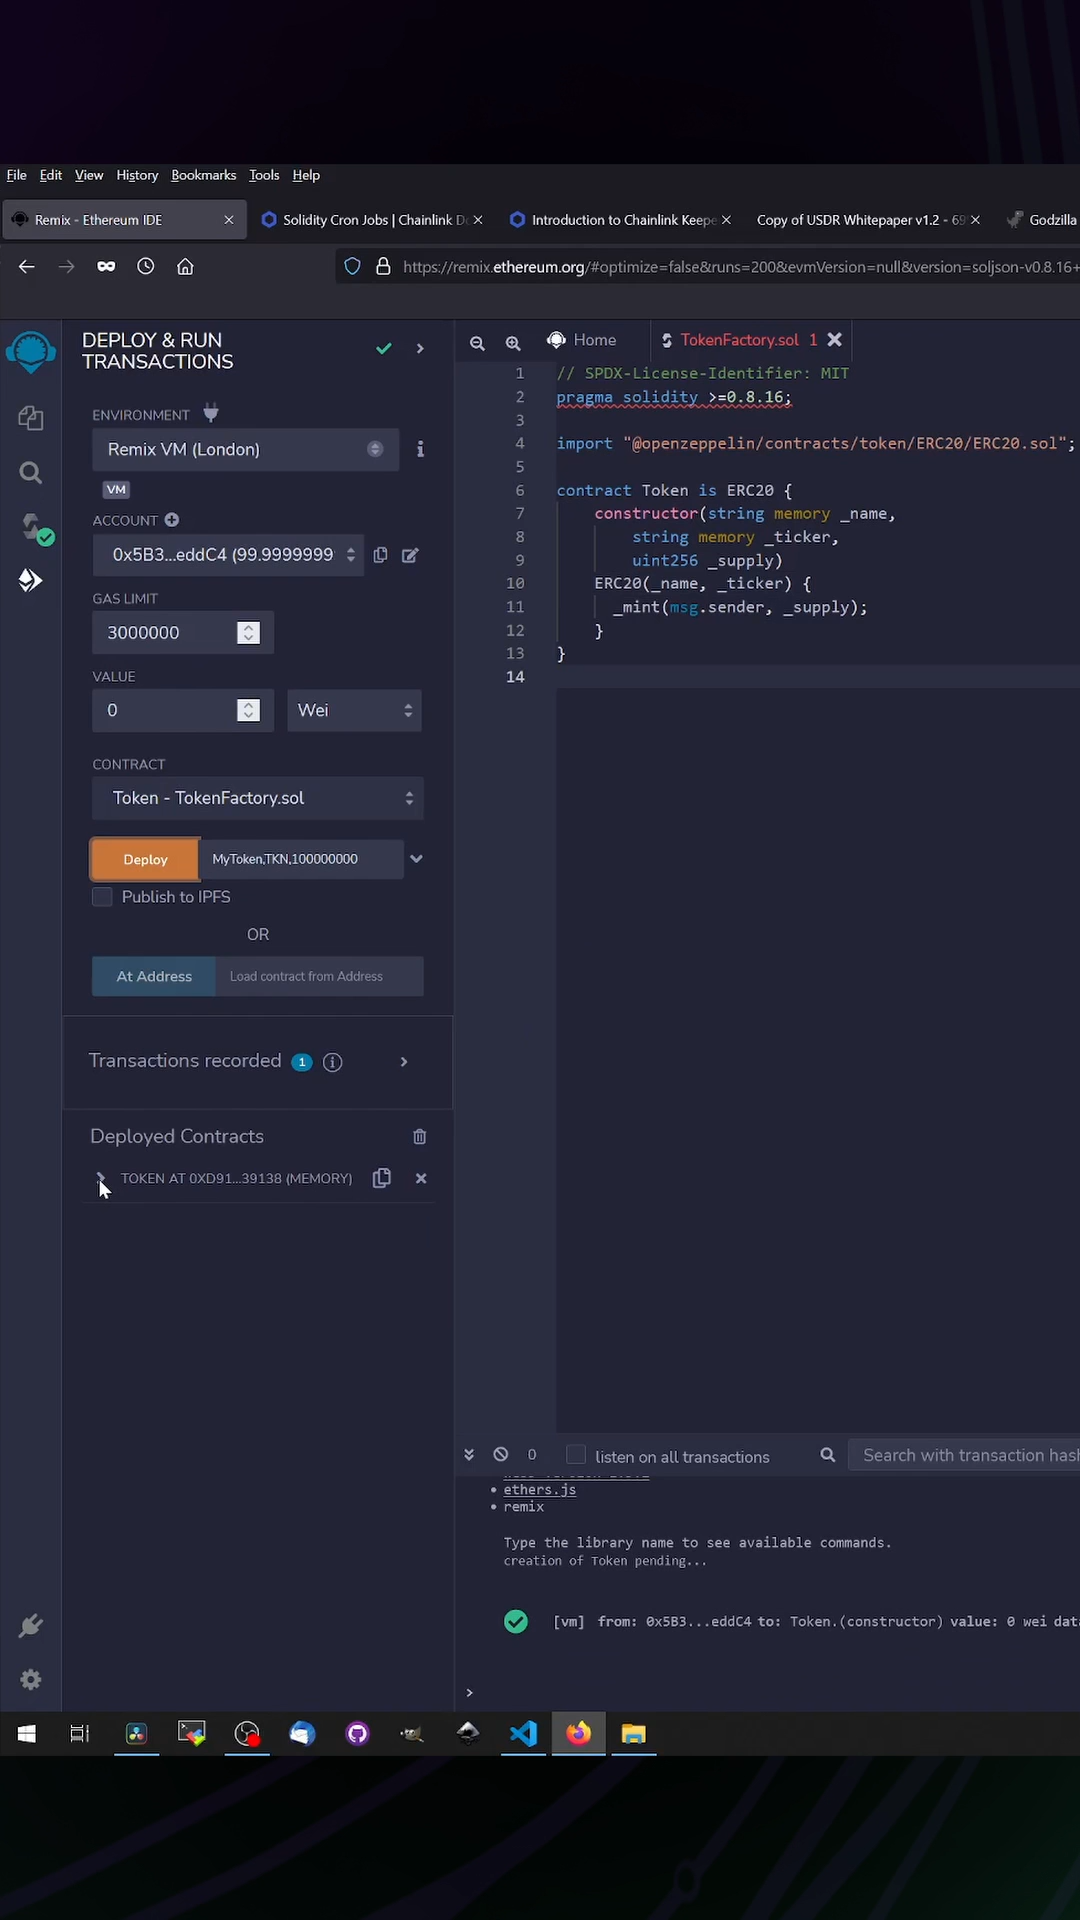 File Edit View History Bookmarks Tools Help
Remix - Ethereum IDE
Solidity Cron Jobs | Chainlink D
Introduction to Chainlink Keepe
Copy of USDR Whitepaper v1.2 - 69
Godzilla
https://remix.ethereum.org/#optimize=false&runs=200&evmVersion=null&version=soljson-v0.8.16+
DEPLOY & RUN
TRANSACTIONS
ENVIRONMENT
Remix VM (London)
VM
ACCOUNT
0x5B3...eddC4 (99.9999999
GAS LIMIT
3000000
VALUE
0
Wei
CONTRACT
Token - TokenFactory.sol
Deploy
MyToken,TKN,100000000
Publish to IPFS
OR
At Address
Load contract from Address
Transactions recorded 1
Deployed Contracts
TOKEN AT 0XD91...39138 (MEMORY)
Home
TokenFactory.sol 1
1 // SPDX-License-Identifier: MIT
2 pragma solidity >=0.8.16;
3
4 import "@openzeppelin/contracts/token/ERC20/ERC20.sol";
5
6 contract Token is ERC20 {
7 constructor(string memory _name,
8 string memory _ticker,
9 uint256 _supply)
10 ERC20(_name, _ticker) {
11 _mint(msg.sender, _supply);
12 }
13 }
14
0
listen on all transactions
Search with transaction hash
• ethers.js
• remix
Type the library name to see available commands.
creation of Token pending...
[vm] from: 0x5B3...eddC4 to: Token.(constructor) value: 0 wei data
>